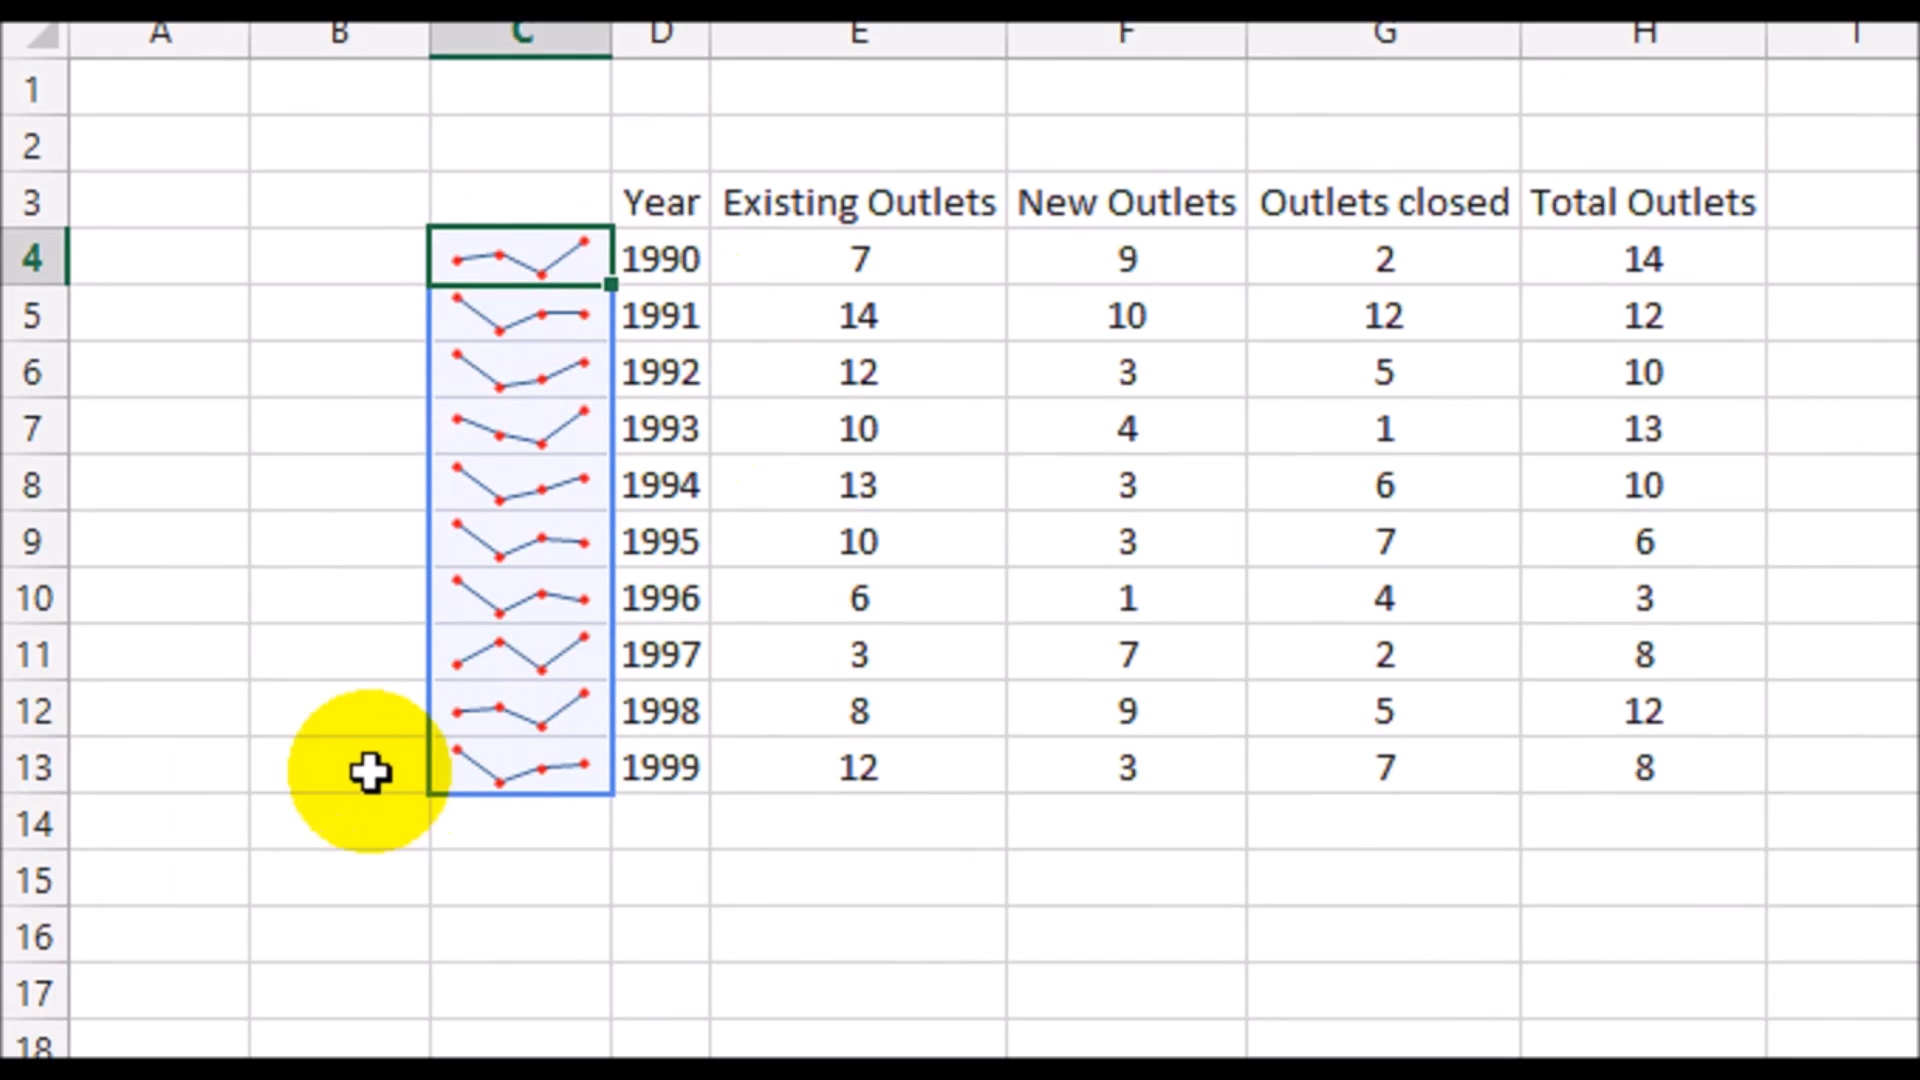 A B C D E F G H I
1
2
3 Year Existing Outlets New Outlets Outlets closed Total Outlets
4 1990 7 9 2 14
5 1991 14 10 12 12
6 1992 12 3 5 10
7 1993 10 4 1 13
8 1994 13 3 6 10
9 1995 10 3 7 6
10 1996 6 1 4 3
11 1997 3 7 2 8
12 1998 8 9 5 12
13 1999 12 3 7 8
14
15
16
17
18